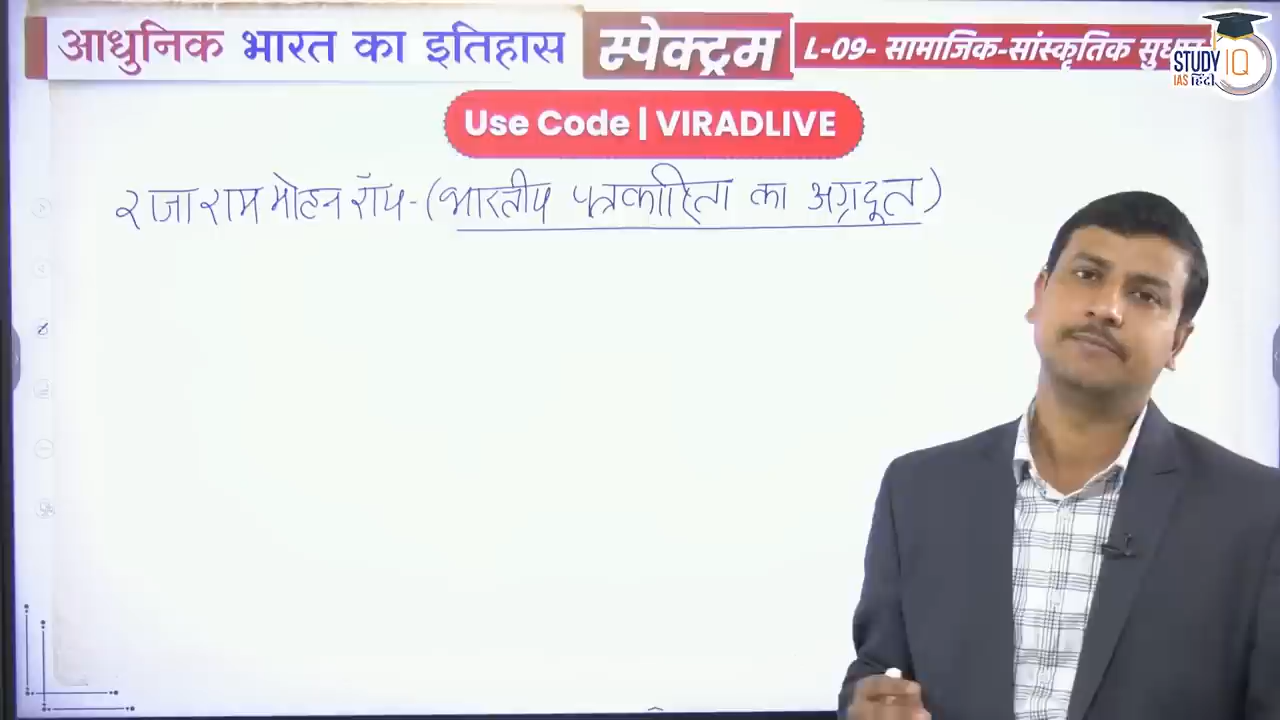 आधुनिक भारत का इतिहास स्पेक्ट्रम L-09- सामाजिक-सांस्कृतिक
STUDY IQ
IAS हिंदी
Use Code | VIRADLIVE
राजा राम मोहन रॉय - (भारतीय पत्रकारिता का अग्रदूत)